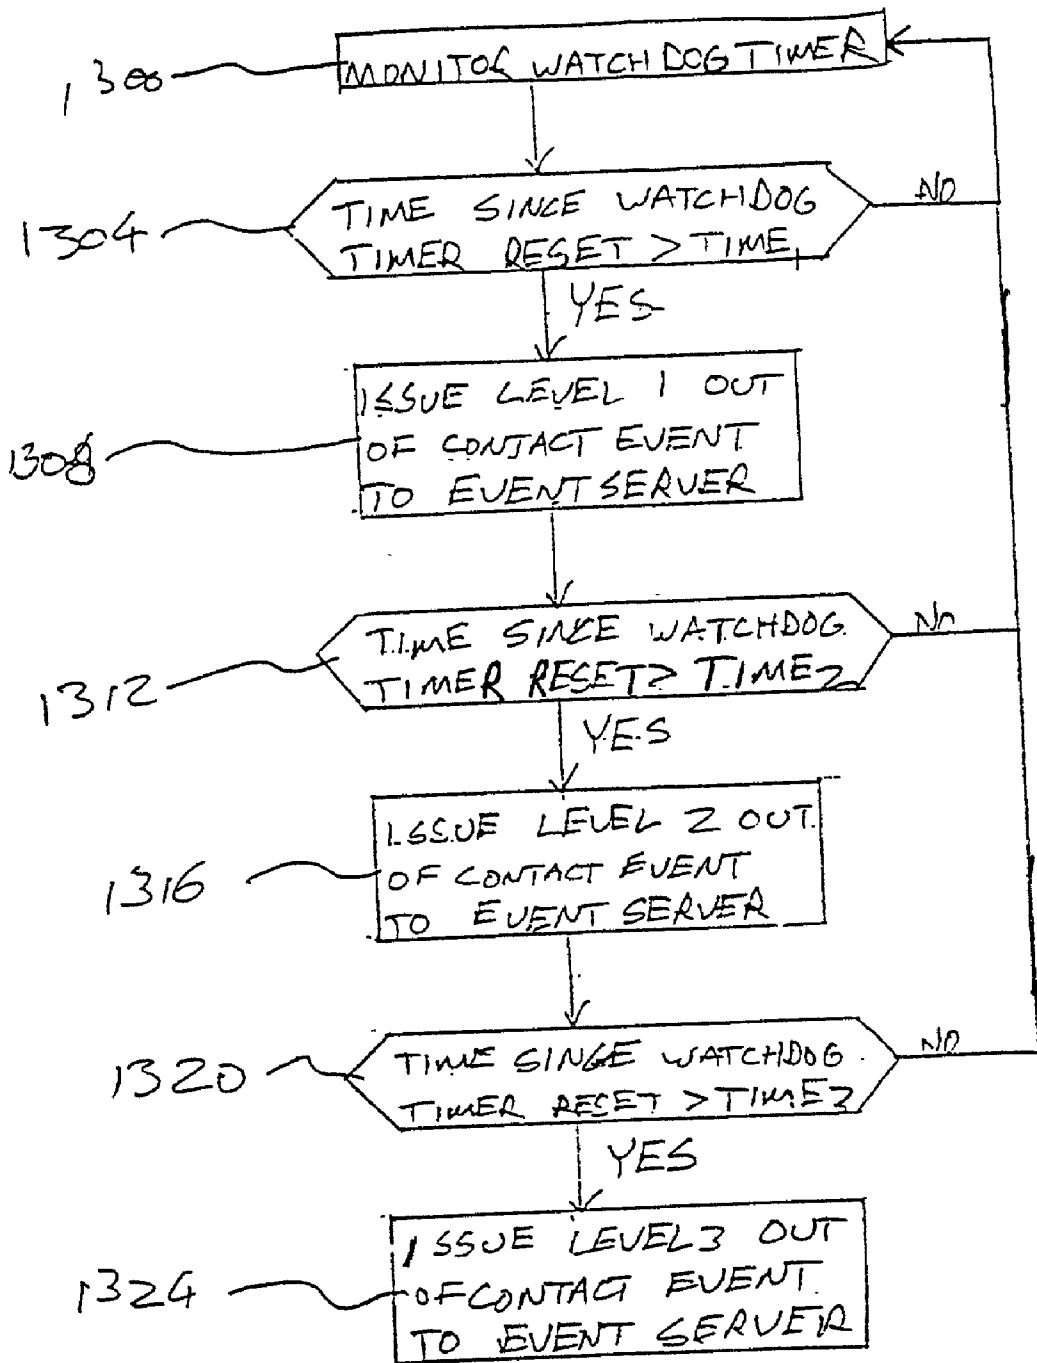 1300
MONITOR WATCHDOG TIMER
1304
TIME SINCE WATCHDOG
TIMER RESET > TIME1
NO
YES
1308
ISSUE LEVEL 1 OUT
OF CONTACT EVENT
TO EVENT SERVER
1312
TIME SINCE WATCHDOG
TIMER RESET > TIME2
NO
YES
1316
ISSUE LEVEL 2 OUT
OF CONTACT EVENT
TO EVENT SERVER
1320
TIME SINCE WATCHDOG
TIMER RESET > TIME3
NO
YES
1324
ISSUE LEVEL 3 OUT
OF CONTACT EVENT
TO EVENT SERVER